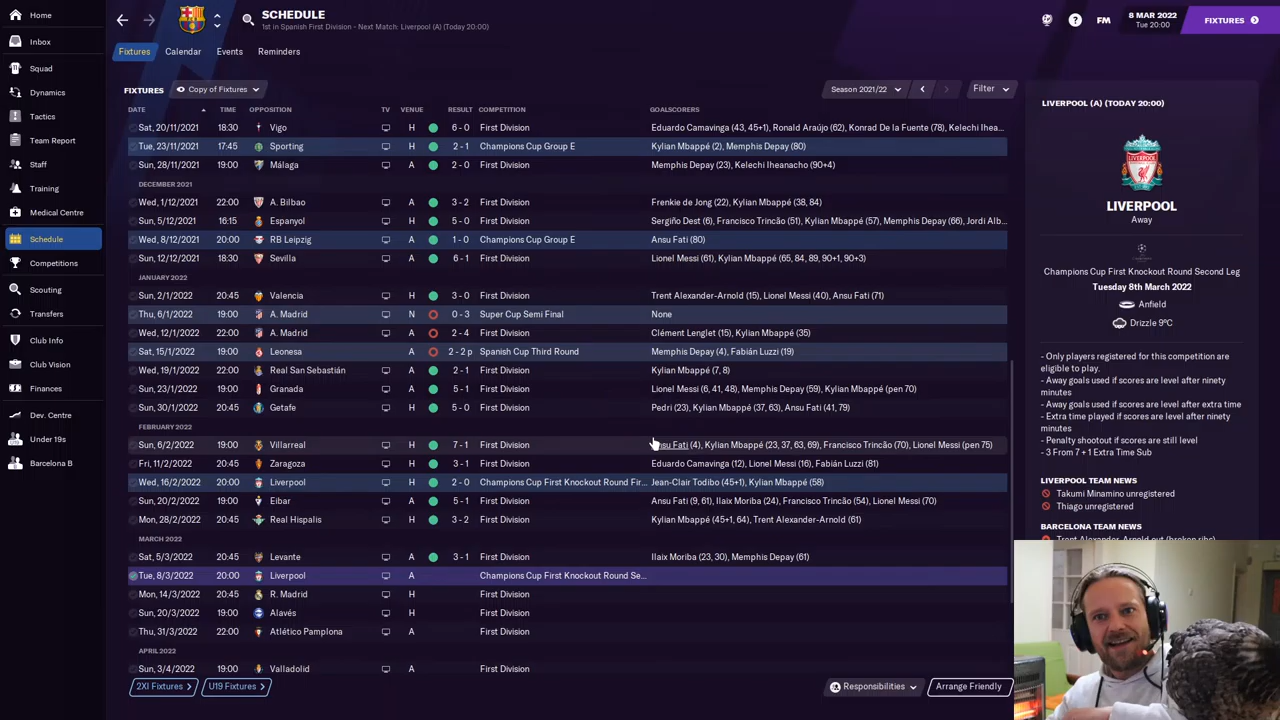 Home
SCHEDULE
1st in Spanish First Division - Next Match: Liverpool (A) (Today 20:00)
? FM 8 MAR 2022 Tue 20:00 FIXTURES
Inbox
Squad
Dynamics
Tactics
Team Report
Staff
Training
Medical Centre
Schedule
Competitions
Scouting
Transfers
Club Info
Club Vision
Finances
Dev. Centre
Under 19s
Barcelona B
Fixtures Calendar Events Reminders
FIXTURES Copy of Fixtures Season 2021/22 Filter
DATE TIME OPPOSITION TV VENUE RESULT COMPETITION GOALSCORERS
Sat, 20/11/2021 18:30 Vigo H 6 - 0 First Division Eduardo Camavinga (43, 45+1), Ronald Araújo (62), Konrad De la Fuente (78), Kelechi Ihea...
Tue, 23/11/2021 17:45 Sporting H 2 - 1 Champions Cup Group E Kylian Mbappé (2), Memphis Depay (80)
Sun, 28/11/2021 19:00 Málaga A 2 - 0 First Division Memphis Depay (23), Kelechi Iheanacho (90+4)
DECEMBER 2021
Wed, 1/12/2021 22:00 A. Bilbao A 3 - 2 First Division Frenkie de Jong (22), Kylian Mbappé (38, 84)
Sun, 5/12/2021 16:15 Espanyol H 5 - 0 First Division Sergiño Dest (6), Francisco Trincão (51), Kylian Mbappé (57), Memphis Depay (66), Jordi Alb...
Wed, 8/12/2021 20:00 RB Leipzig A 1 - 0 Champions Cup Group E Ansu Fati (80)
Sun, 12/12/2021 18:30 Sevilla A 6 - 1 First Division Lionel Messi (61), Kylian Mbappé (65, 84, 89, 90+1, 90+3)
JANUARY 2022
Sun, 2/1/2022 20:45 Valencia H 3 - 0 First Division Trent Alexander-Arnold (15), Lionel Messi (40), Ansu Fati (71)
Thu, 6/1/2022 19:00 A. Madrid N 0 - 3 Super Cup Semi Final None
Wed, 12/1/2022 22:00 A. Madrid A 2 - 4 First Division Clément Lenglet (15), Kylian Mbappé (35)
Sat, 15/1/2022 19:00 Leonesa A 2 - 2 p Spanish Cup Third Round Memphis Depay (4), Fabián Luzzi (19)
Wed, 19/1/2022 22:00 Real San Sebastián A 2 - 1 First Division Kylian Mbappé (7, 8)
Sun, 23/1/2022 19:00 Granada A 5 - 1 First Division Lionel Messi (6, 41, 48), Memphis Depay (59), Kylian Mbappé (pen 70)
Sun, 30/1/2022 20:45 Getafe H 5 - 0 First Division Pedri (23), Kylian Mbappé (37, 63), Ansu Fati (41, 79)
FEBRUARY 2022
Sun, 6/2/2022 19:00 Villarreal H 7 - 1 First Division Ansu Fati (4), Kylian Mbappé (23, 37, 63, 69), Francisco Trincão (70), Lionel Messi (pen 75)
Fri, 11/2/2022 20:45 Zaragoza H 3 - 1 First Division Eduardo Camavinga (12), Lionel Messi (16), Fabián Luzzi (81)
Wed, 16/2/2022 20:00 Liverpool H 2 - 0 Champions Cup First Knockout Round Fir... Jean-Clair Todibo (45+1), Kylian Mbappé (58)
Sun, 20/2/2022 19:00 Eibar A 5 - 1 First Division Ansu Fati (9, 61), Ilaix Moriba (24), Francisco Trincão (54), Lionel Messi (70)
Mon, 28/2/2022 20:45 Real Hispalis H 3 - 2 First Division Kylian Mbappé (45+1, 64), Trent Alexander-Arnold (61)
MARCH 2022
Sat, 5/3/2022 20:45 Levante A 3 - 1 First Division Ilaix Moriba (23, 30), Memphis Depay (61)
Tue, 8/3/2022 20:00 Liverpool A Champions Cup First Knockout Round Se...
Mon, 14/3/2022 20:45 R. Madrid H First Division
Sun, 20/3/2022 19:00 Alavés H First Division
Thu, 31/3/2022 22:00 Atlético Pamplona A First Division
APRIL 2022
Sun, 3/4/2022 19:00 Valladolid A First Division
2XI Fixtures U19 Fixtures Responsibilities Arrange Friendly
LIVERPOOL (A) (TODAY 20:00)
LIVERPOOL
Away
Champions Cup First Knockout Round Second Leg
Tuesday 8th March 2022
Anfield
Drizzle 9ºC
- Only players registered for this competition are
eligible to play.
- Away goals used if scores are level after ninety
minutes
- Away goals used if scores are level after extra time
- Extra time played if scores are level after ninety
minutes
- Penalty shootout if scores are still level
- 3 From 7 + 1 Extra Time Sub
LIVERPOOL TEAM NEWS
Takumi Minamino unregistered
Thiago unregistered
BARCELONA TEAM NEWS
Trent Alexander-Arnold out (broken ribs)